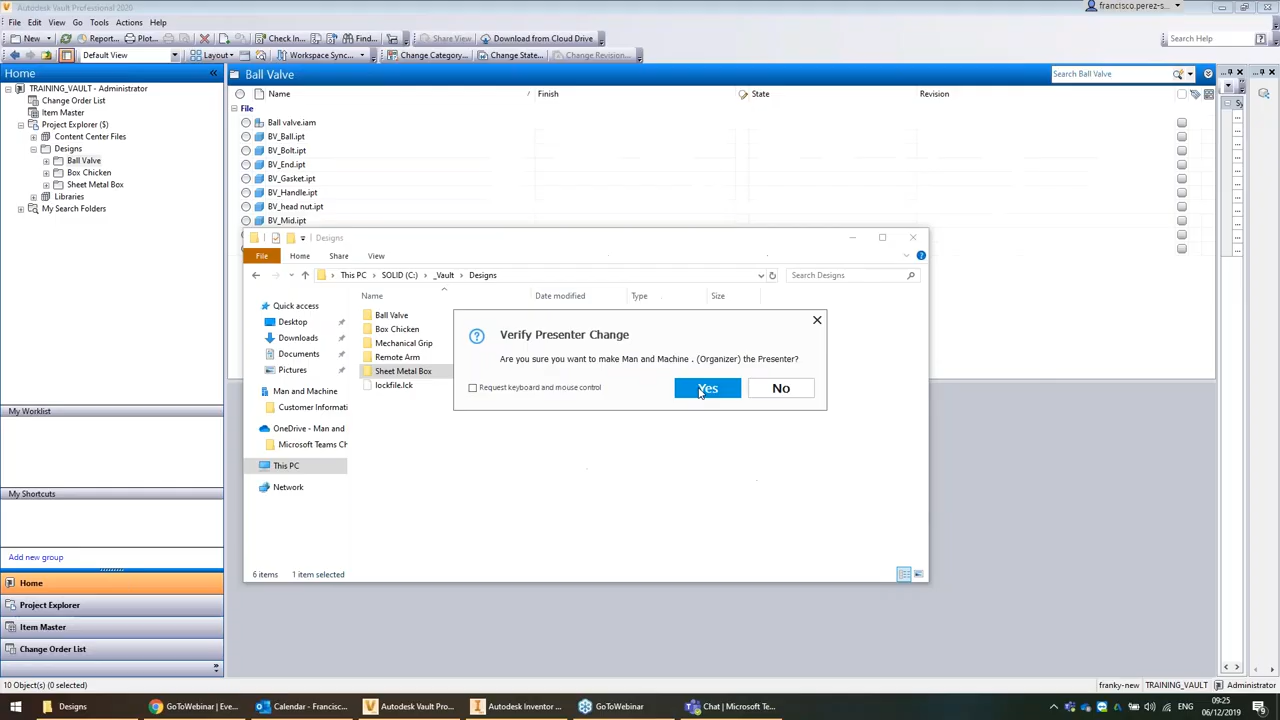 Autodesk Vault Professional 2020
francisco.perez-s...
File Edit View Go Tools Actions Help
New Report... Plot... Check In... Find... Share View Download from Cloud Drive
Search Help
Default View Layout Workspace Sync... Change Category... Change State... Change Revision...
Home
Ball Valve
Search Ball Valve
TRAINING_VAULT - Administrator
Change Order List
Item Master
Project Explorer ($)
Content Center Files
Designs
Ball Valve
Box Chicken
Sheet Metal Box
Libraries
My Search Folders
Name Finish State Revision
File
Ball valve.iam
BV_Ball.ipt
BV_Bolt.ipt
BV_End.ipt
BV_Gasket.ipt
BV_Handle.ipt
BV_head nut.ipt
BV_Mid.ipt
Designs
File Home Share View
This PC SOLID (C:) _Vault Designs
Search Designs
Quick access
Desktop
Downloads
Documents
Pictures
Man and Machine
Customer Informati
OneDrive - Man and
Microsoft Teams Ch
This PC
Network
Name Date modified Type Size
Ball Valve
Box Chicken
Mechanical Grip
Remote Arm
Sheet Metal Box
lockfile.lck
Verify Presenter Change
Are you sure you want to make Man and Machine . (Organizer) the Presenter?
Request keyboard and mouse control
Yes No
6 items 1 item selected
My Worklist
My Shortcuts
Add new group
Home
Project Explorer
Item Master
Change Order List
10 Object(s) (0 selected)
franky-new TRAINING_VAULT Administrator
Designs
GoToWebinar | Eve...
Calendar - Francisc...
Autodesk Vault Pro...
Autodesk Inventor ...
GoToWebinar
Chat | Microsoft Te...
09:25
06/12/2019